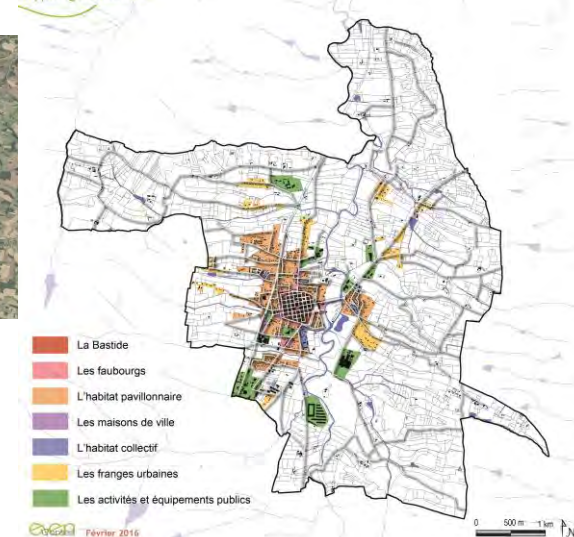 La Bastide
Les faubourgs
L'habitat pavillonnaire
Les maisons de ville
L'habitat collectif
Les franges urbaines
Les activités et équipements publics
even
Février 2016
0 500 m 1 km N